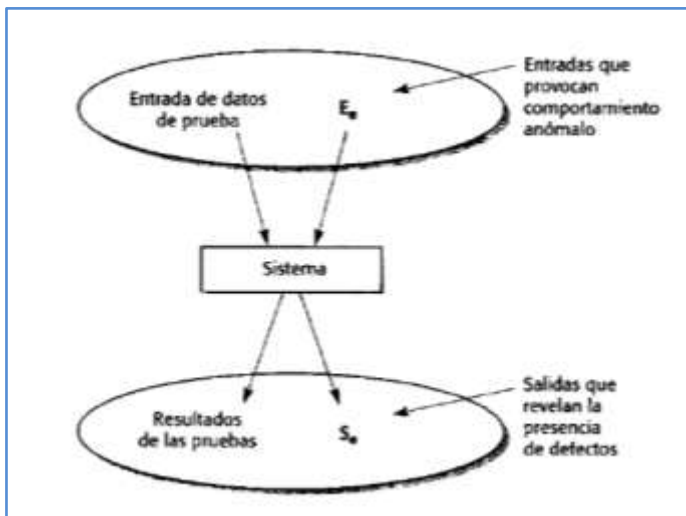 Entrada de datos
de prueba
Eₑ
Entradas que
provocan
comportamiento
anómalo
Sistema
Resultados
de las pruebas
Sₑ
Salidas que
revelan la
presencia
de defectos